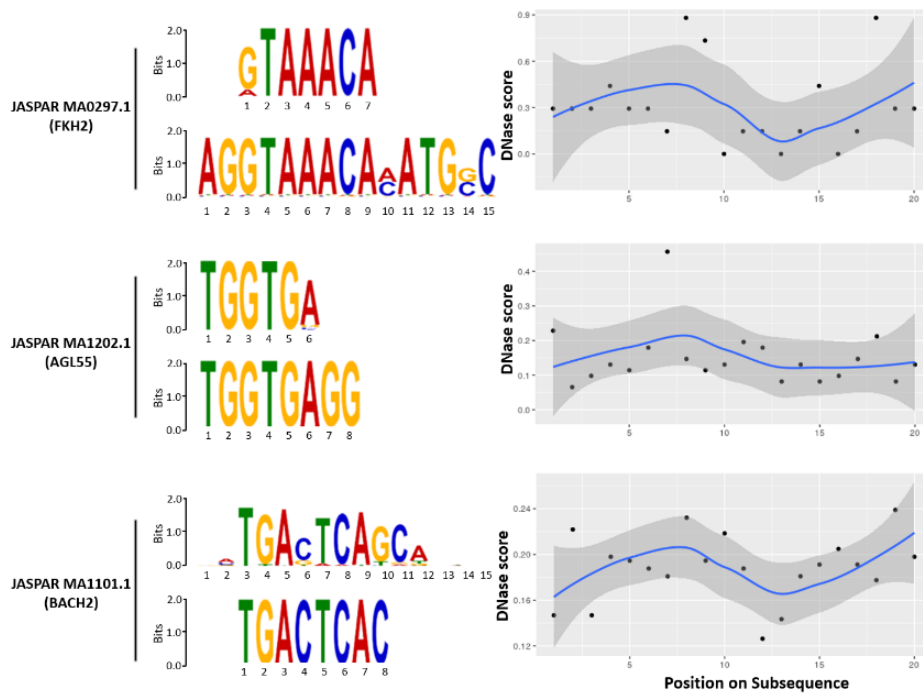 JASPAR MA0297.1
(FKH2)
Bits
2.0
1.0
0.0
GTAAACA
A
1 2 3 4 5 6 7
Bits
2.0
1.0
0.0
AGGTAAACAAATGGC
C C
1 2 3 4 5 6 7 8 9 10 11 12 13 14 15
DNase score
0.9
0.6
0.3
0.0
5 10 15 20
JASPAR MA1202.1
(AGL55)
Bits
2.0
1.0
0.0
TGGTGA
1 2 3 4 5 6
Bits
2.0
1.0
0.0
TGGTGAGG
1 2 3 4 5 6 7 8
DNase score
0.4
0.3
0.2
0.1
0.0
5 10 15 20
JASPAR MA1101.1
(BACH2)
Bits
2.0
1.0
0.0
TGACTCAGCA
1 2 3 4 5 6 7 8 9 10 11 12 13 14 15
Bits
2.0
1.0
0.0
TGACTCAC
1 2 3 4 5 6 7 8
DNase score
0.24
0.20
0.16
0.12
5 10 15 20
Position on Subsequence